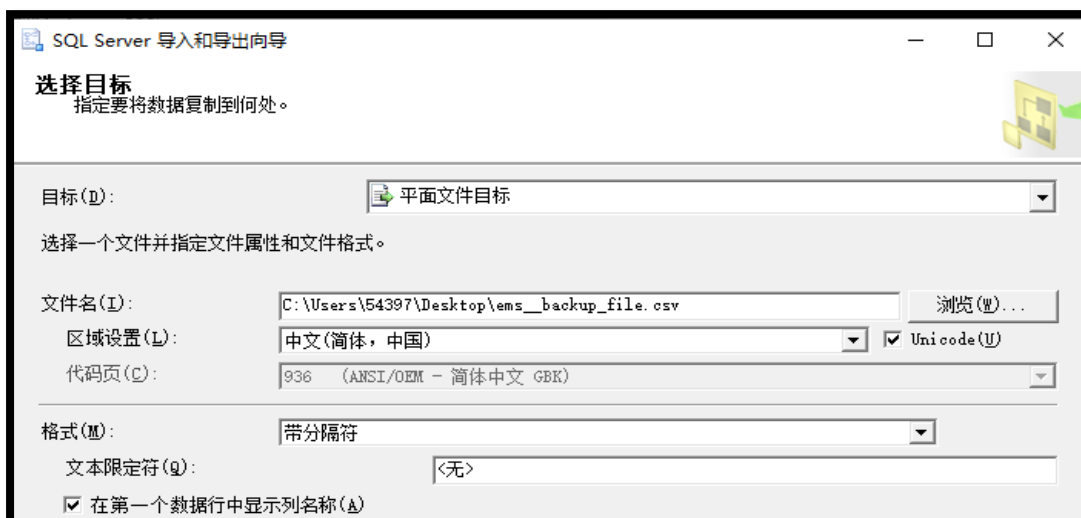 SQL Server 导入和导出向导
选择目标
指定要将数据复制到何处。
目标(D): 平面文件目标
选择一个文件并指定文件属性和文件格式。
文件名(I): C:\Users\54397\Desktop\ems__backup_file.csv 浏览(W)...
区域设置(L): 中文(简体，中国) Unicode(U)
代码页(C): 936 (ANSI/OEM - 简体中文 GBK)
格式(M): 带分隔符
文本限定符(Q): <无>
在第一个数据行中显示列名称(A)